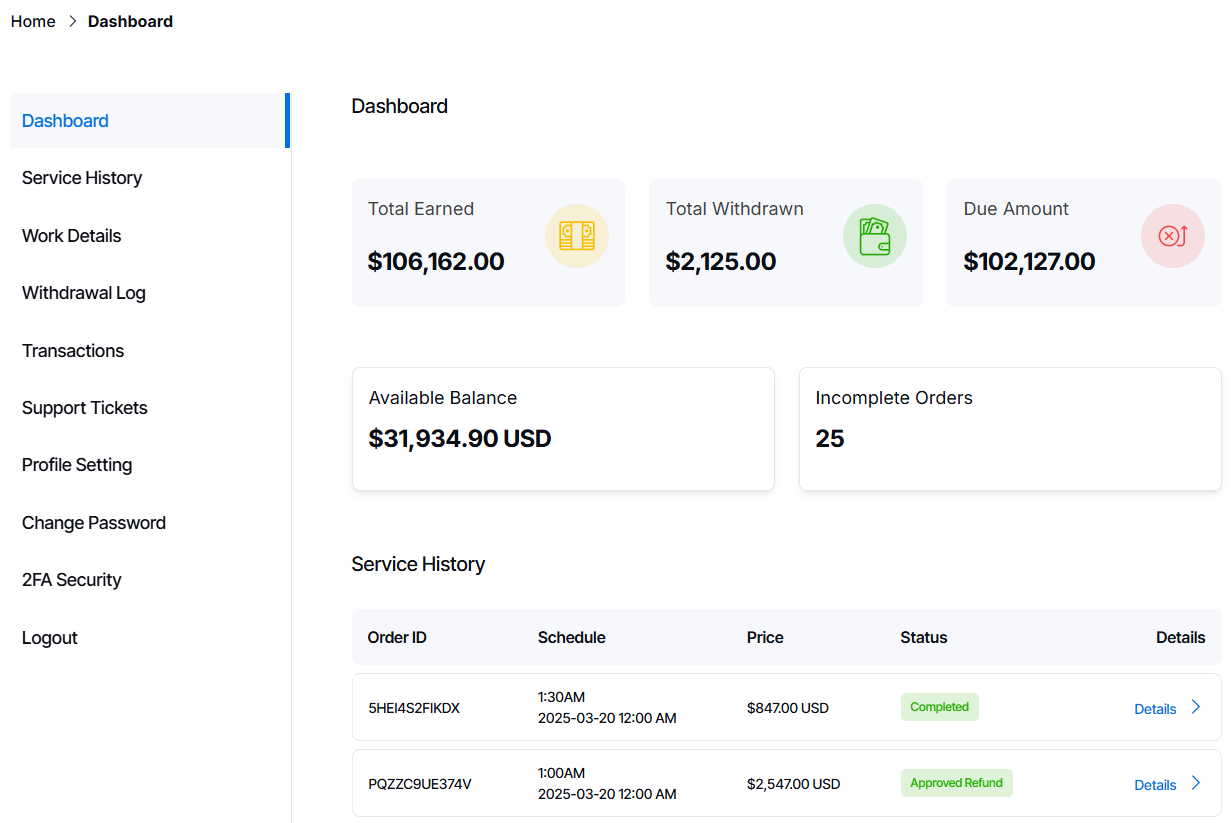 Home > Dashboard
Dashboard
Service History
Work Details
Withdrawal Log
Transactions
Support Tickets
Profile Setting
Change Password
2FA Security
Logout
Dashboard
Total Earned
$106,162.00
Total Withdrawn
$2,125.00
Due Amount
$102,127.00
Available Balance
$31,934.90 USD
Incomplete Orders
25
Service History
Order ID Schedule Price Status Details
5HEI4S2FIKDX 1:30AM 2025-03-20 12:00 AM $847.00 USD Completed Details >
PQZZC9UE374V 1:00AM 2025-03-20 12:00 AM $2,547.00 USD Approved Refund Details >